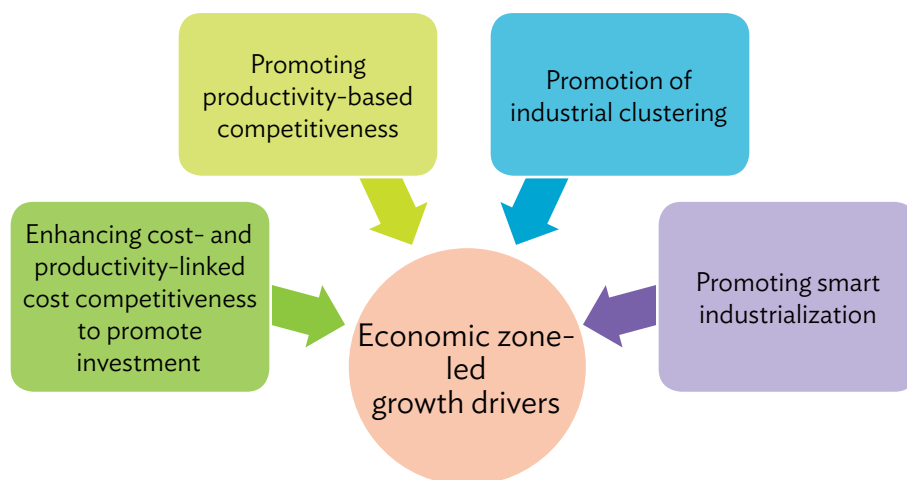 Promoting
productivity-based
competitiveness
Promotion of
industrial clustering
Enhancing cost- and
productivity-linked
cost competitiveness
to promote
investment
Promoting smart
industrialization
Economic zone-
led
growth drivers